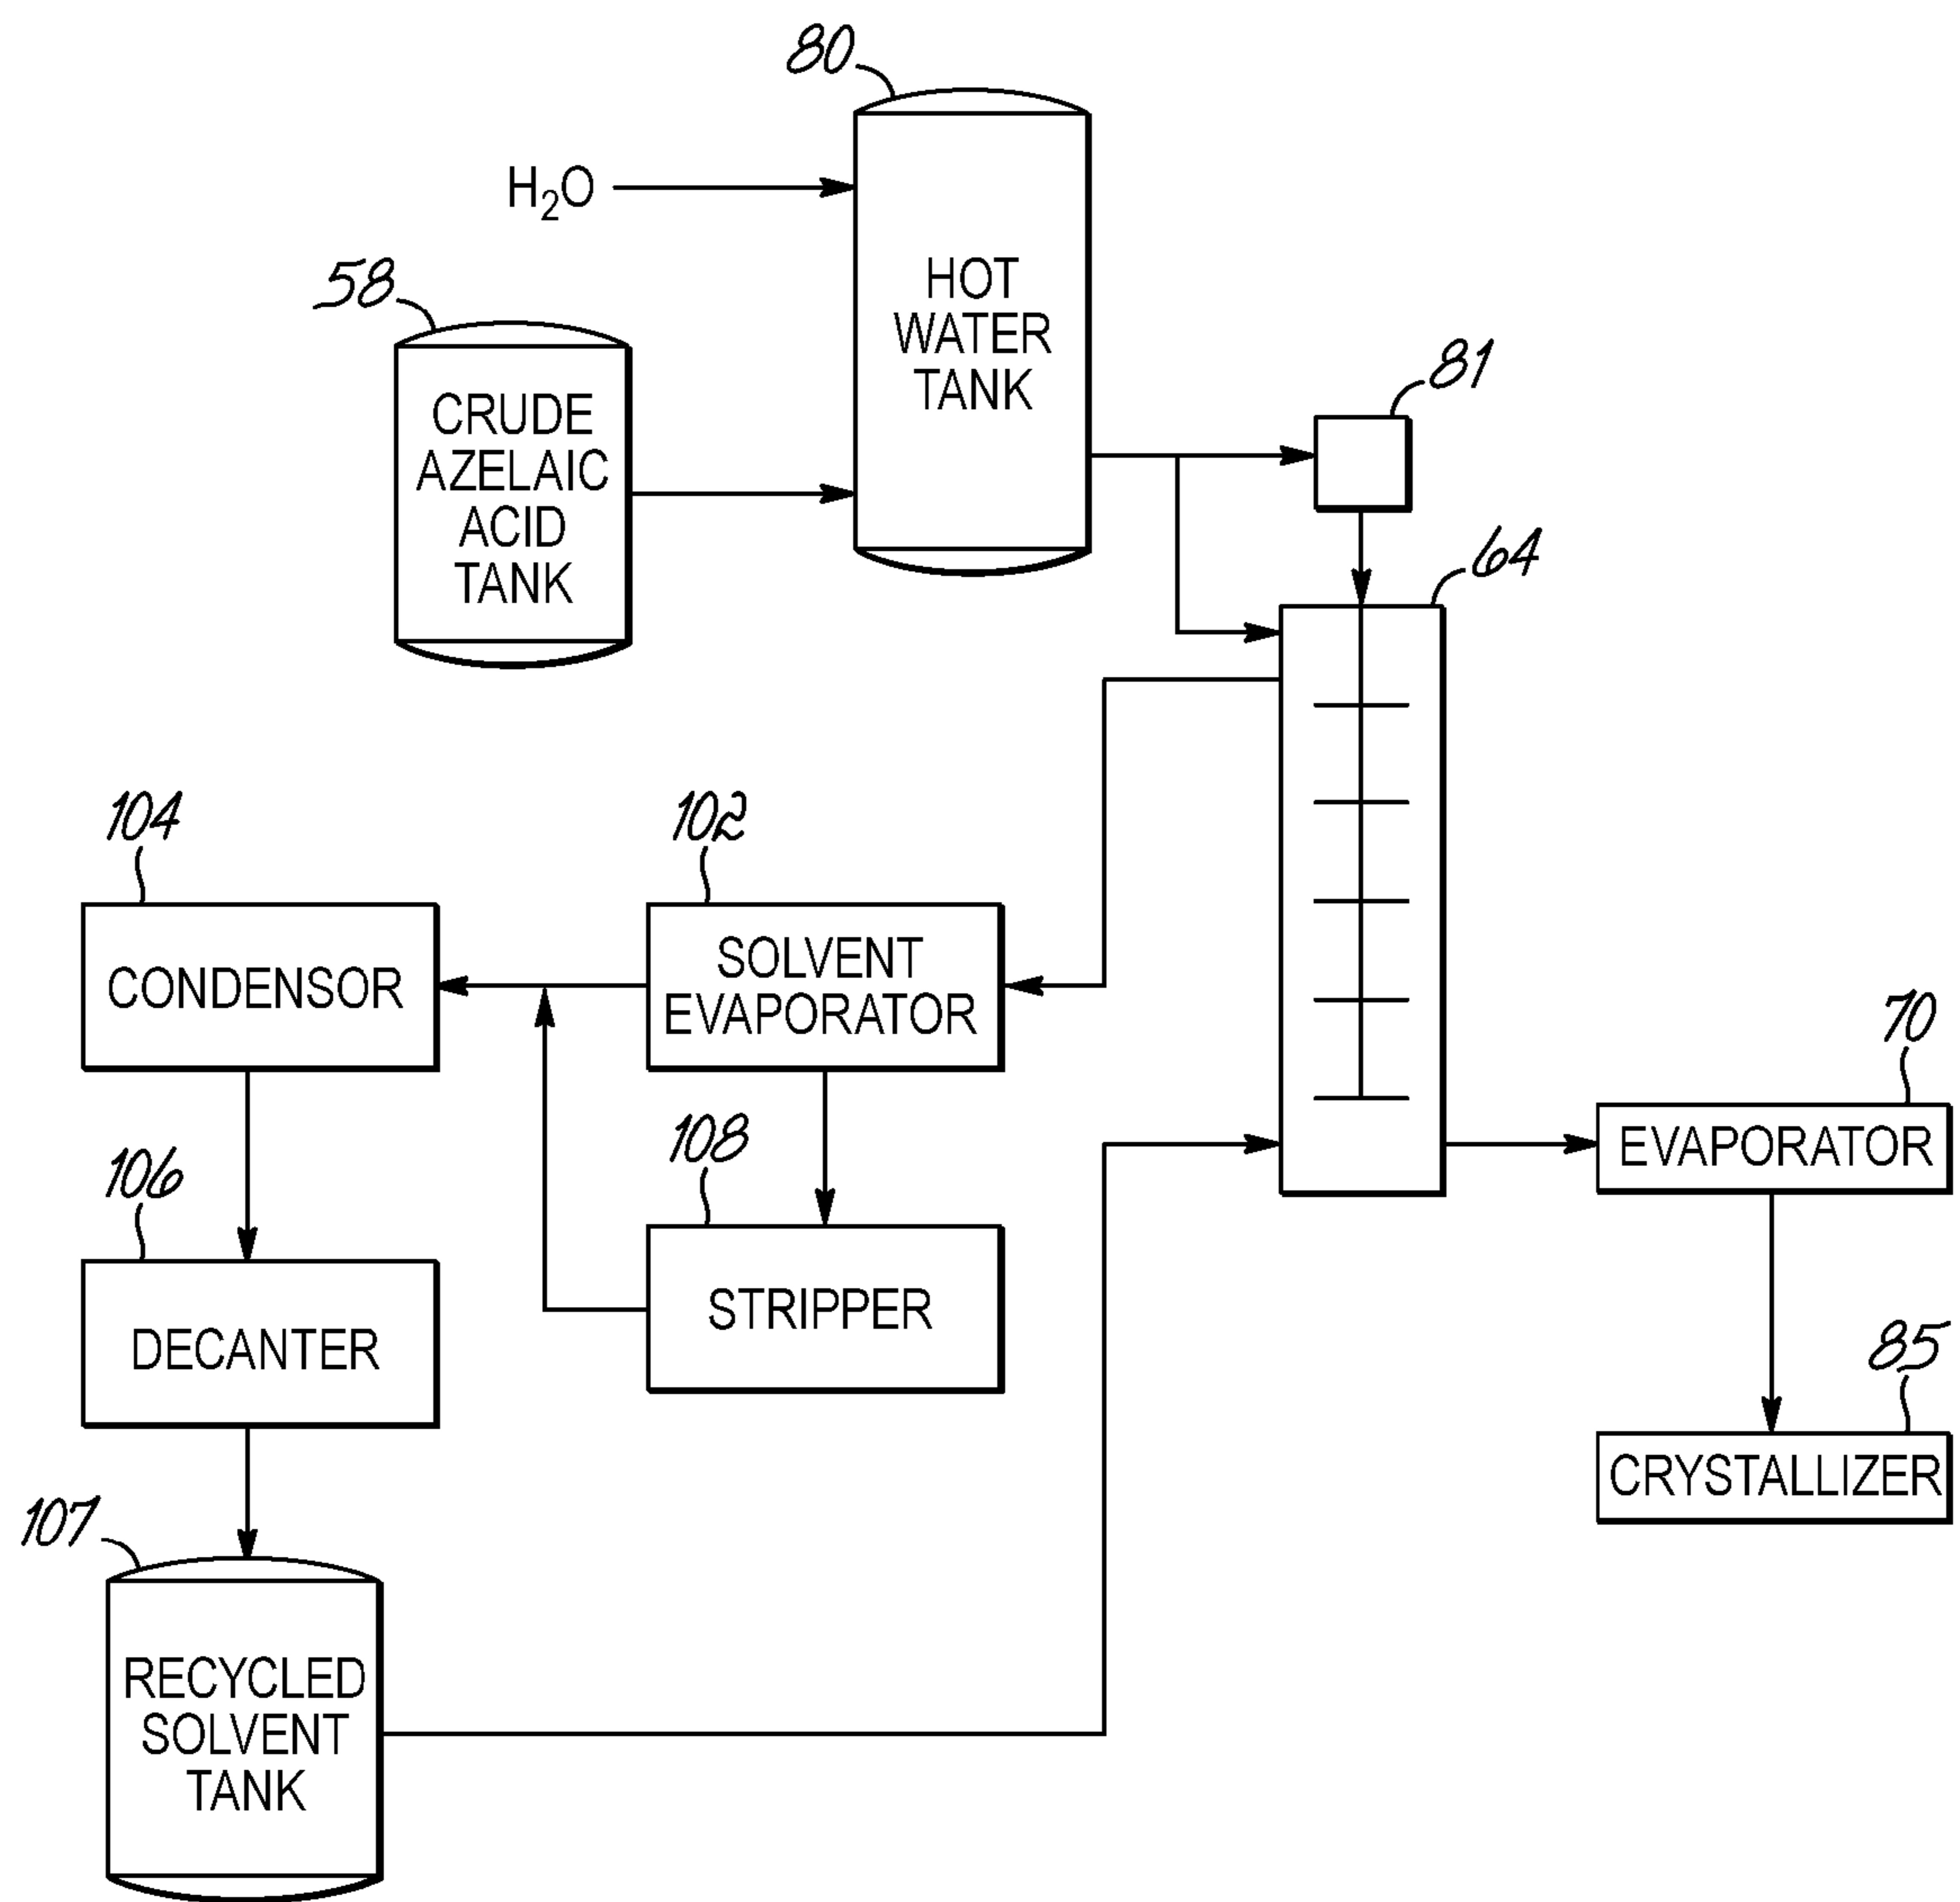 80
H₂O
58
HOT
WATER
TANK
CRUDE
AZELAIC
ACID
TANK
81
64
104
102
CONDENSOR
SOLVENT
EVAPORATOR
70
EVAPORATOR
106
108
DECANTER
STRIPPER
85
CRYSTALLIZER
107
RECYCLED
SOLVENT
TANK